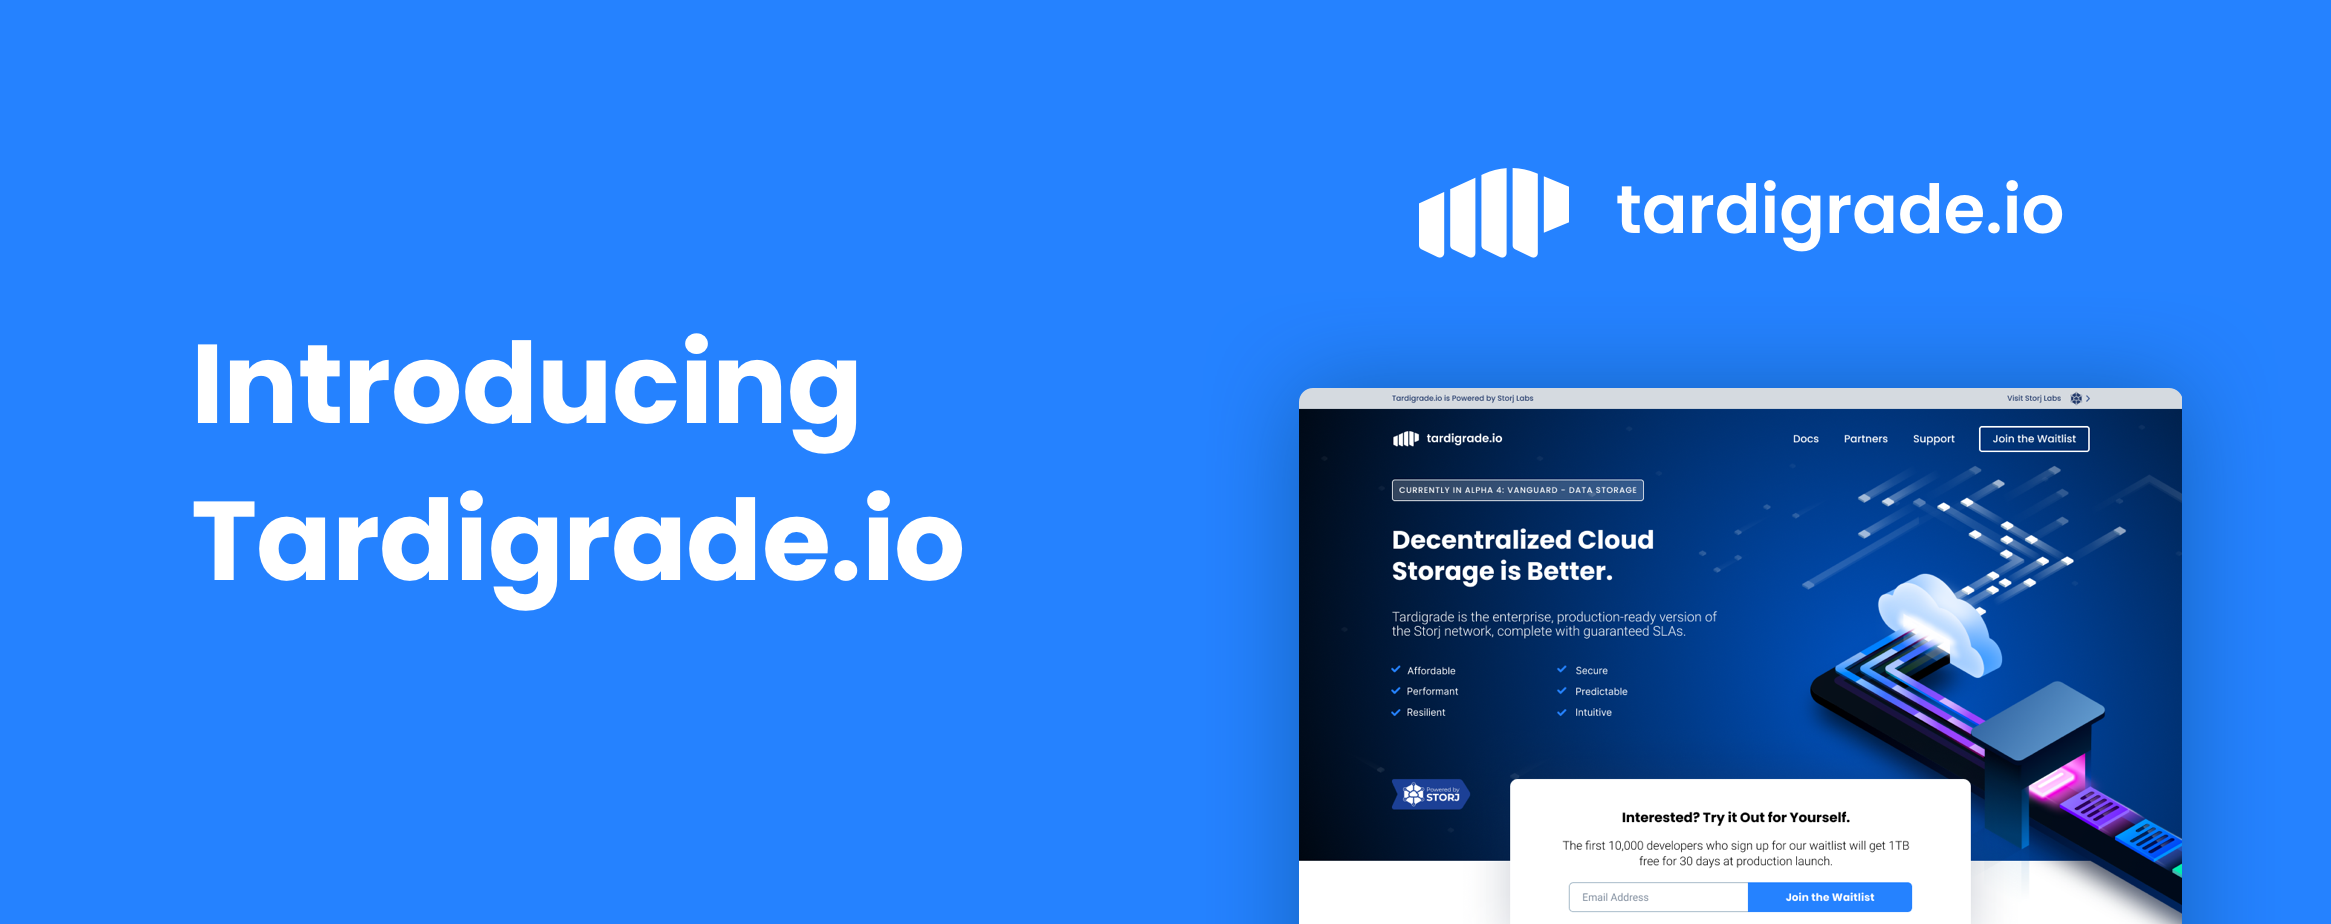 Introducing
Tardigrade.io
tardigrade.io
Tardigrade.io is Powered by Storj Labs
Visit Storj Labs
tardigrade.io
Docs
Partners
Support
Join the Waitlist
CURRENTLY IN ALPHA 4: VANGUARD - DATA STORAGE
Decentralized Cloud
Storage is Better.
Tardigrade is the enterprise, production-ready version of
the Storj network, complete with guaranteed SLAs.
Affordable
Secure
Performant
Predictable
Resilient
Intuitive
Powered by
STORJ
Interested? Try it Out for Yourself.
The first 10,000 developers who sign up for our waitlist will get 1TB
free for 30 days at production launch.
Email Address
Join the Waitlist